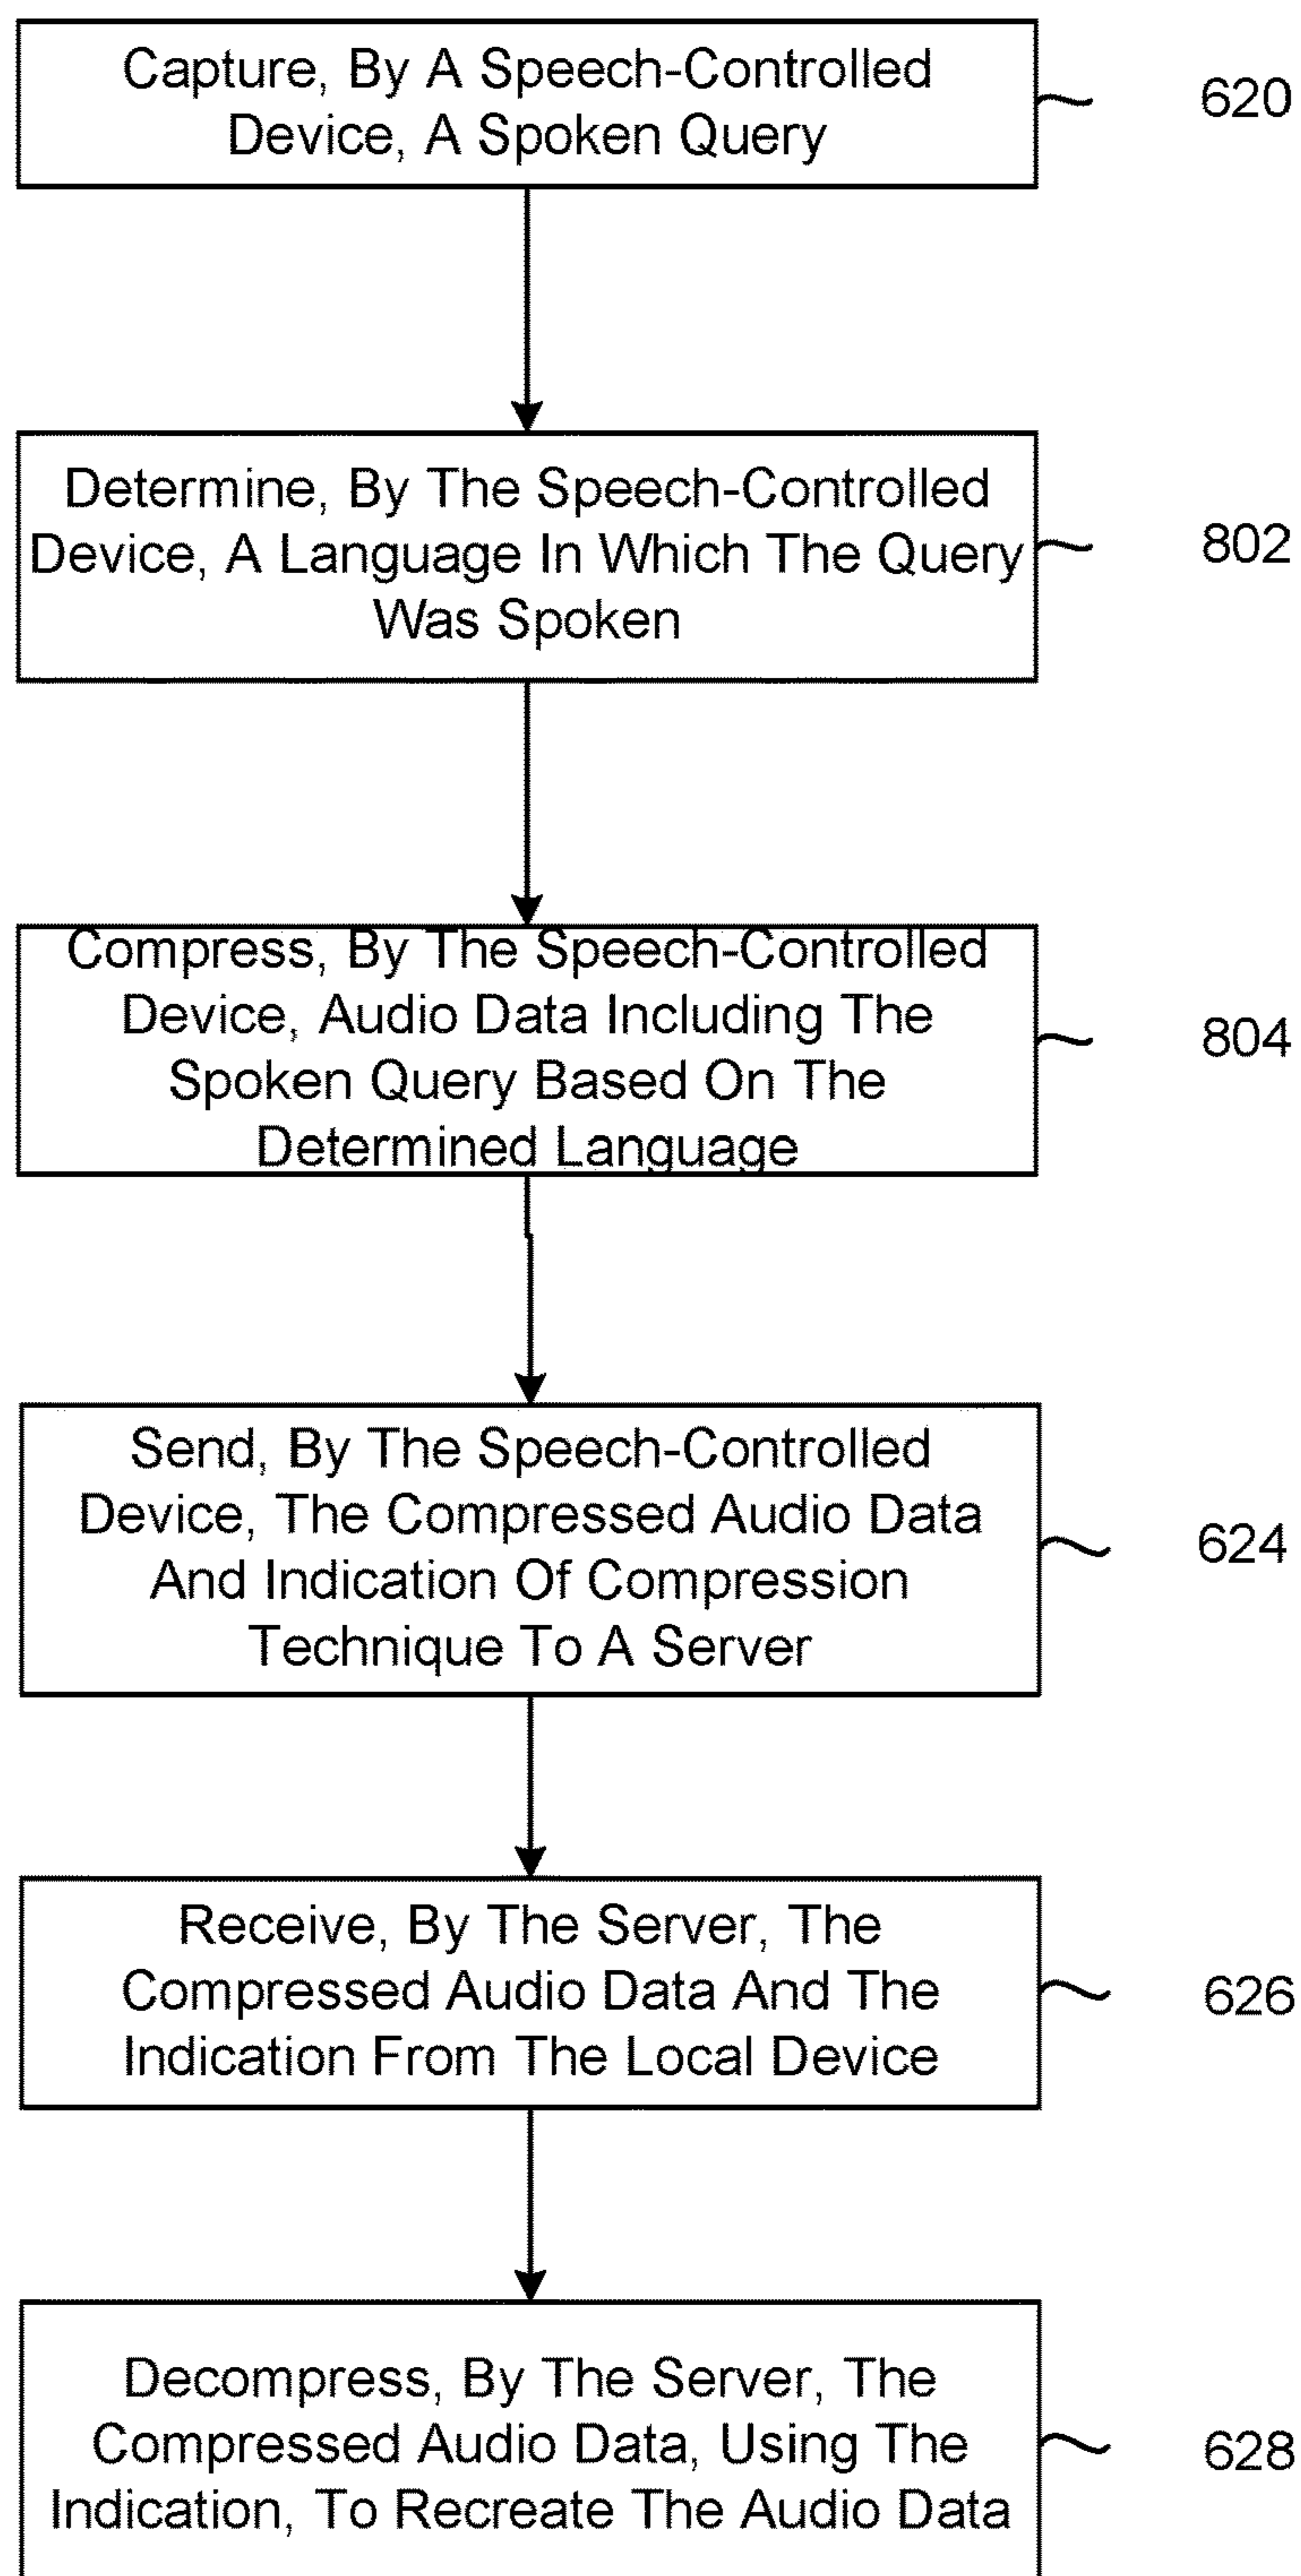 Capture, By A Speech-Controlled
Device, A Spoken Query
620
Determine, By The Speech-Controlled
Device, A Language In Which The Query
Was Spoken
802
Compress, By The Speech-Controlled
Device, Audio Data Including The
Spoken Query Based On The
Determined Language
804
Send, By The Speech-Controlled
Device, The Compressed Audio Data
And Indication Of Compression
Technique To A Server
624
Receive, By The Server, The
Compressed Audio Data And The
Indication From The Local Device
626
Decompress, By The Server, The
Compressed Audio Data, Using The
Indication, To Recreate The Audio Data
628